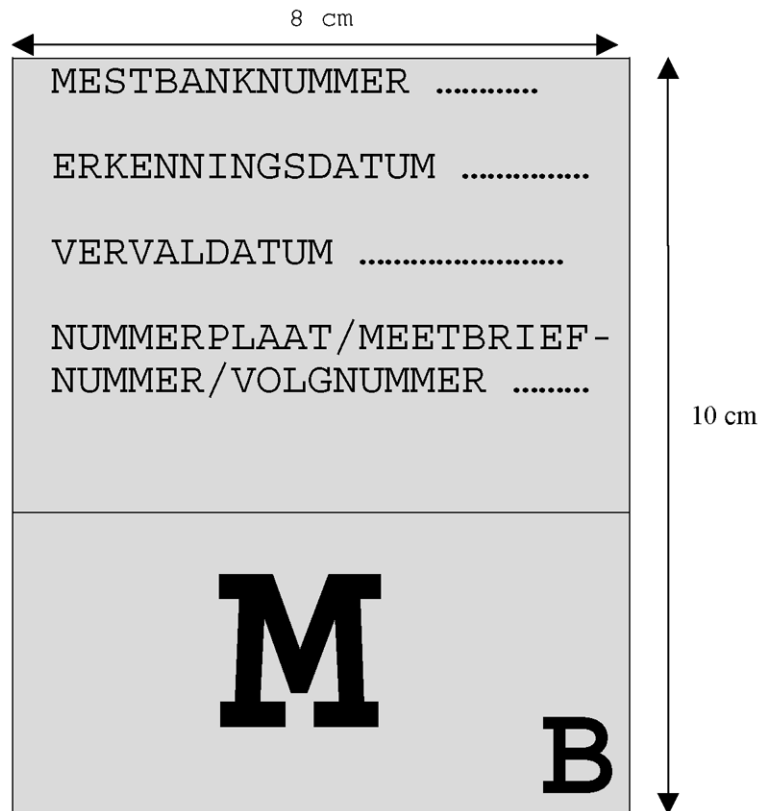 8 cm
MESTBANKNUMMER …………
ERKENNINGSDATUM ……………
VERVALDATUM ……………………
NUMMERPLAAT/MEETBRIEF-
NUMMER/VOLGNUMMER ………
10 cm
M
B